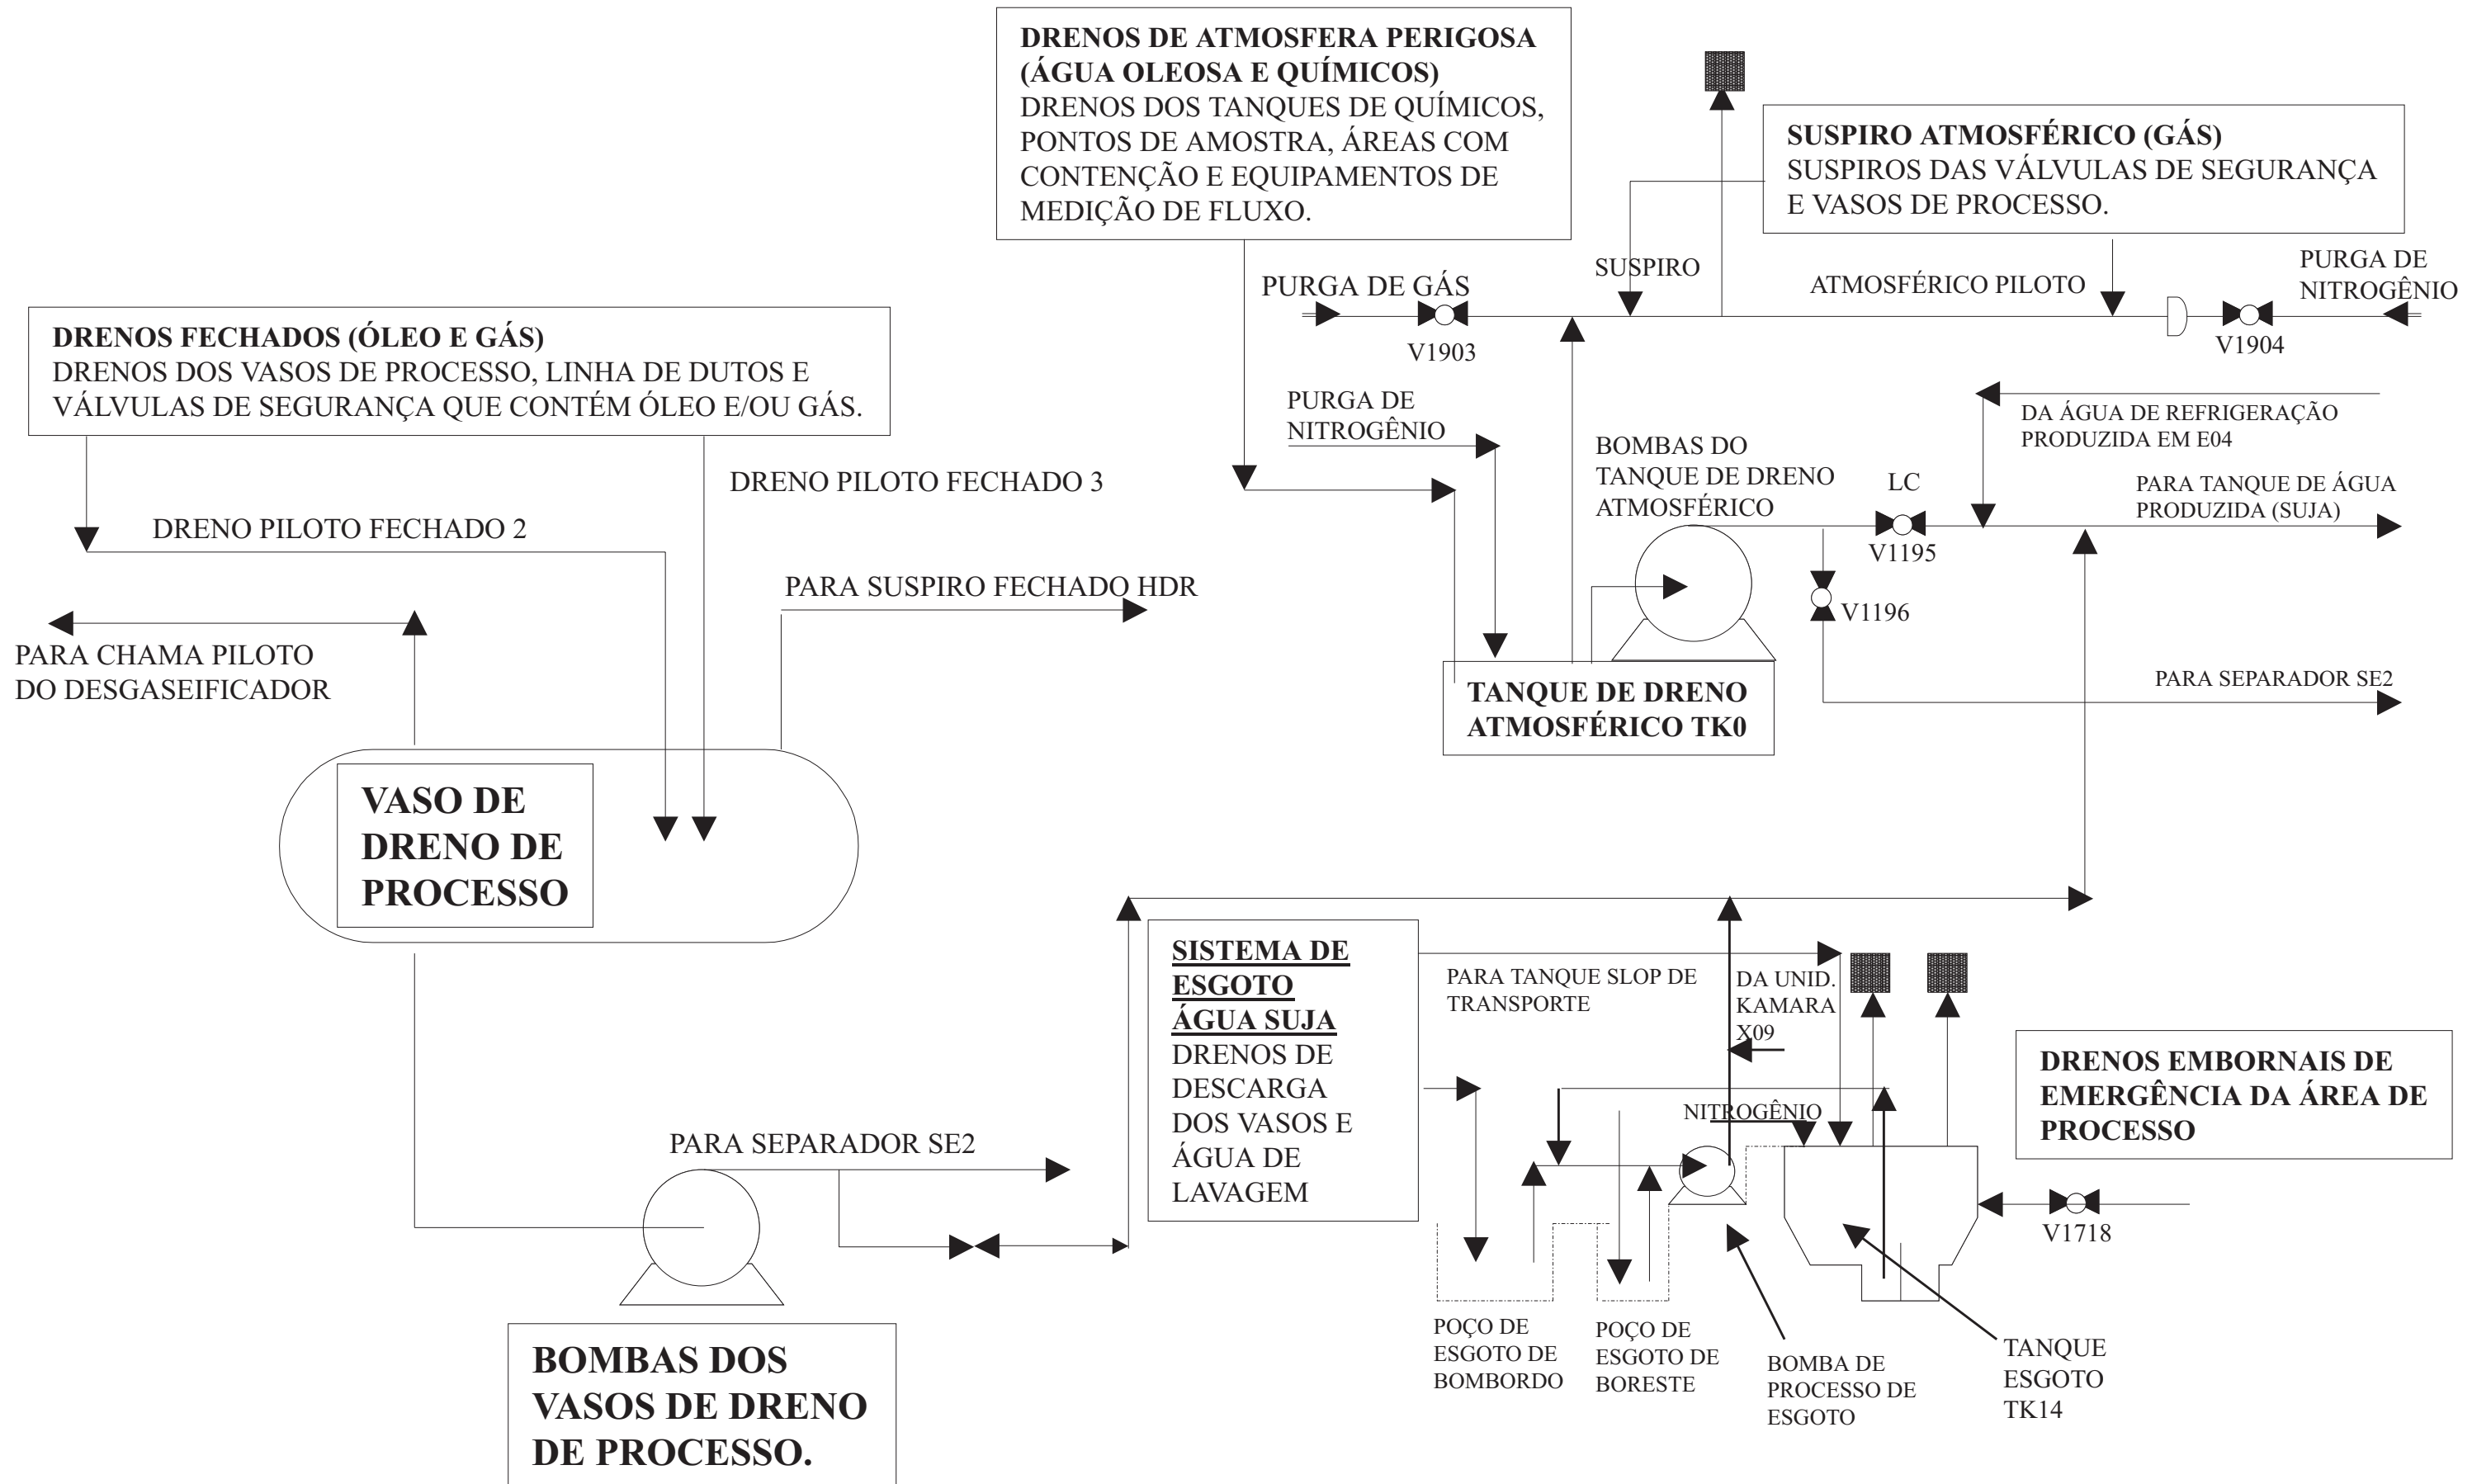 DRENOS DE ATMOSFERA PERIGOSA
(ÁGUA OLEOSA E QUÍMICOS)
DRENOS DOS TANQUES DE QUÍMICOS,
PONTOS DE AMOSTRA, ÁREAS COM
CONTENÇÃO E EQUIPAMENTOS DE
MEDIÇÃO DE FLUXO.
SUSPIRO ATMOSFÉRICO (GÁS)
SUSPIROS DAS VÁLVULAS DE SEGURANÇA
E VASOS DE PROCESSO.
PURGA DE GÁS
SUSPIRO
ATMOSFÉRICO PILOTO
PURGA DE
NITROGÊNIO
V1903
V1904
DRENOS FECHADOS (ÓLEO E GÁS)
DRENOS DOS VASOS DE PROCESSO, LINHA DE DUTOS E
VÁLVULAS DE SEGURANÇA QUE CONTÉM ÓLEO E/OU GÁS.
PURGA DE
NITROGÊNIO
BOMBAS DO
TANQUE DE DRENO
ATMOSFÉRICO
DA ÁGUA DE REFRIGERAÇÃO
PRODUZIDA EM E04
LC
V1195
PARA TANQUE DE ÁGUA
PRODUZIDA (SUJA)
V1196
PARA SEPARADOR SE2
DRENO PILOTO FECHADO 3
DRENO PILOTO FECHADO 2
PARA SUSPIRO FECHADO HDR
PARA CHAMA PILOTO
DO DESGASEIFICADOR
TANQUE DE DRENO
ATMOSFÉRICO TK0
VASO DE
DRENO DE
PROCESSO
SISTEMA DE
ESGOTO
ÁGUA SUJA
DRENOS DE
DESCARGA
DOS VASOS E
ÁGUA DE
LAVAGEM
PARA TANQUE SLOP DE
TRANSPORTE
DA UNID.
KAMARA
X09
NITROGÊNIO
DRENOS EMBORNAIS DE
EMERGÊNCIA DA ÁREA DE
PROCESSO
V1718
PARA SEPARADOR SE2
BOMBAS DOS
VASOS DE DRENO
DE PROCESSO.
POÇO DE
ESGOTO DE
BOMBORDO
POÇO DE
ESGOTO DE
BORESTE
BOMBA DE
PROCESSO DE
ESGOTO
TANQUE
ESGOTO
TK14